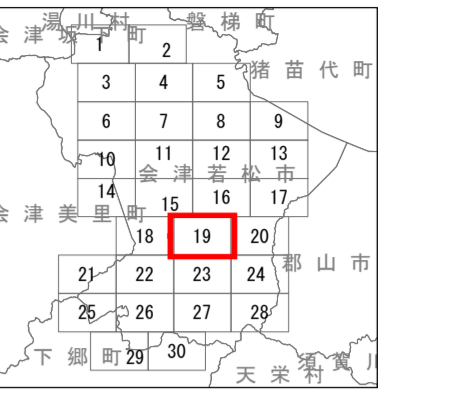 湯川村 磐梯町
会津坂下町
1 2
猪苗代町
3 4 5
6 7 8 9
10 11 12 13
会津若松市
14 15 16 17
会津美里町
18 19 20
郡山市
21 22 23 24
25 26 27 28
下郷町 29 30
須賀川
天栄村